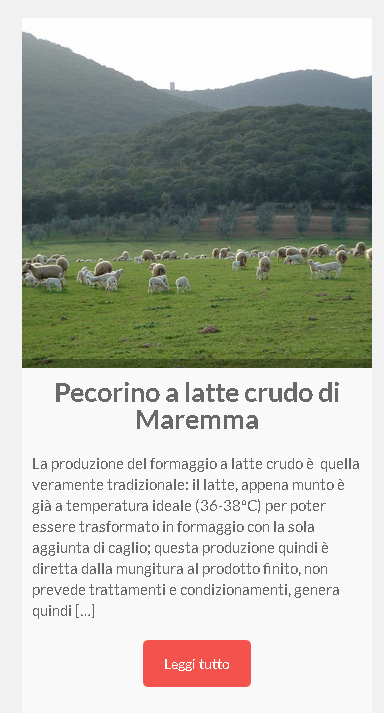 Pecorino a latte crudo di
Maremma
La produzione del formaggio a latte crudo è  quella
veramente tradizionale: il latte, appena munto è
già a temperatura ideale (36-38°C) per poter
essere trasformato in formaggio con la sola
aggiunta di caglio; questa produzione quindi è
diretta dalla mungitura al prodotto finito, non
prevede trattamenti e condizionamenti, genera
quindi [...]
Leggi tutto